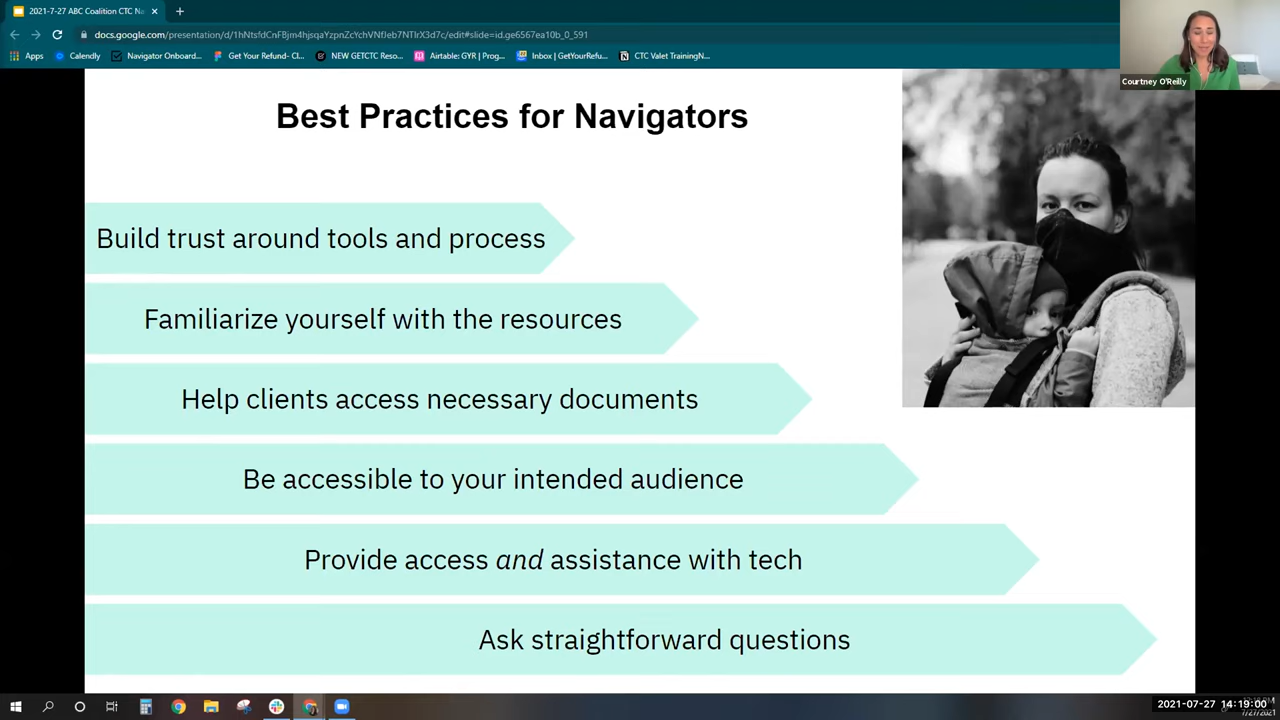 2021-7-27 ABC Coalition CTC Na
docs.google.com/presentation/d/1hNtsfdCnFBjm4hjsqaYzpnZcYchVNfJeb7NTlrX3d7c/edit#slide=id.ge6567ea10b_0_591
Apps
Calendly
Navigator Onboard...
Get Your Refund- Cl...
NEW GETCTC Reso...
Airtable: GYR | Prog...
Inbox | GetYourRefu...
CTC Valet TrainingN...
Courtney O'Reilly
Best Practices for Navigators
Build trust around tools and process
Familiarize yourself with the resources
Help clients access necessary documents
Be accessible to your intended audience
Provide access and assistance with tech
Ask straightforward questions
2021-07-27 14:19:00